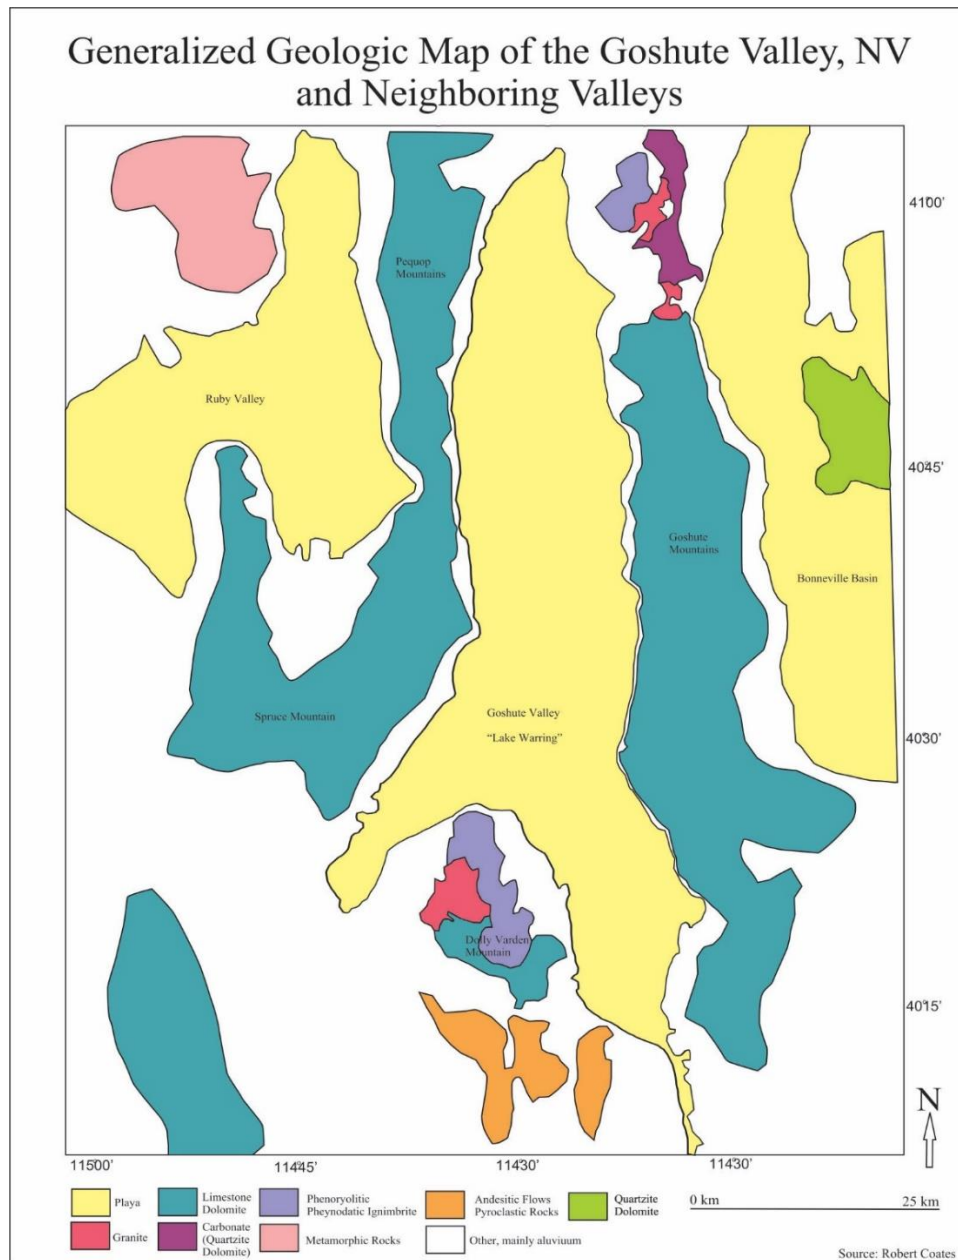 Generalized Geologic Map of the Goshute Valley, NV
and Neighboring Valleys
4100'
Pequop
Mountains
Ruby Valley
4045'
Goshute
Mountains
Bonneville Basin
Spruce Mountain
Goshute Valley
"Lake Warring"
4030'
Dolly Varden
Mountain
4015'
N
11500'
11445'
11430'
11430'
Playa
Limestone
Dolomite
Phenoryolitic
Pheynodatic Ignimbrite
Andesitic Flows
Pyroclastic Rocks
Quartzite
Dolomite
Granite
Carbonate
(Quartzite
Dolomite)
Metamorphic Rocks
Other, mainly aluviuum
0 km
25 km
Source: Robert Coates